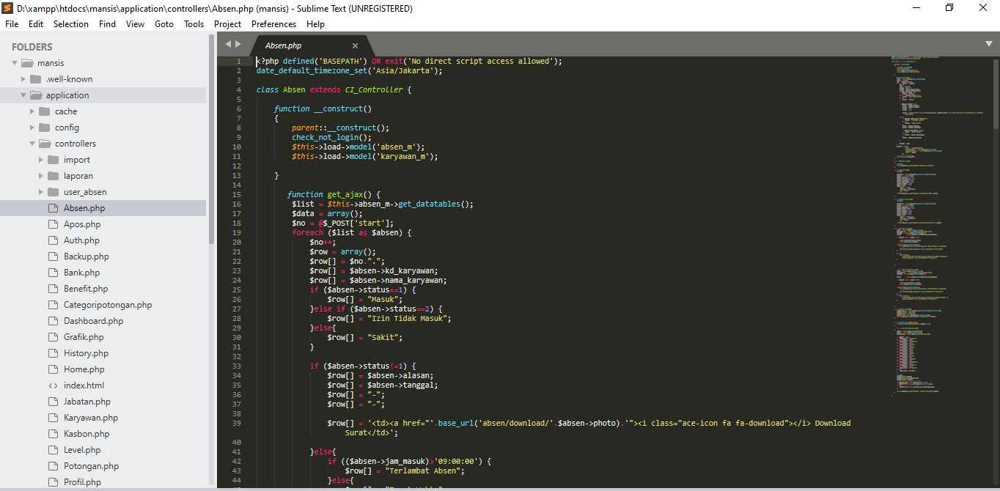 D:\xampp\htdocs\mansis\application\controllers\Absen.php (mansis) - Sublime Text (UNREGISTERED)
File Edit Selection Find View Goto Tools Project Preferences Help
FOLDERS
mansis
.well-known
application
cache
config
controllers
import
laporan
user_absen
Absen.php
Apos.php
Auth.php
Backup.php
Bank.php
Benefit.php
Categoripotongan.php
Dashboard.php
Grafik.php
History.php
Home.php
index.html
Jabatan.php
Karyawan.php
Kasbon.php
Level.php
Potongan.php
Profil.php
Absen.php
1 <?php defined('BASEPATH') OR exit('No direct script access allowed');
2 date_default_timezone_set('Asia/Jakarta');
3
4 class Absen extends CI_Controller {
5
6 function __construct()
7 {
8 parent::__construct();
9 check_not_login();
10 $this->load->model('absen_m');
11 $this->load->model('karyawan_m');
12
13 }
14
15 function get_ajax() {
16 $list = $this->absen_m->get_datatables();
17 $data = array();
18 $no = @$_POST['start'];
19 foreach ($list as $absen) {
20 $no++;
21 $row = array();
22 $row[] = $no.".";
23 $row[] = $absen->kd_karyawan;
24 $row[] = $absen->nama_karyawan;
25 if ($absen->status==1) {
26 $row[] = "Masuk";
27 }else if ($absen->status==2) {
28 $row[] = "Izin Tidak Masuk";
29 }else{
30 $row[] = "Sakit";
31 }
32
33 if ($absen->status!=1) {
34 $row[] = $absen->alasan;
35 $row[] = $absen->tanggal;
36 $row[] = "-";
37 $row[] = "-";
38
39 $row[] = '<td><a href="'.base_url('absen/download/'.$absen->photo).'"><i class="ace-icon fa fa-download"></i> Download
Surat</td>';
40
41 }else{
42 if (($absen->jam_masuk)>'09:00:00') {
43 $row[] = "Terlambat Absen";
44 }else{